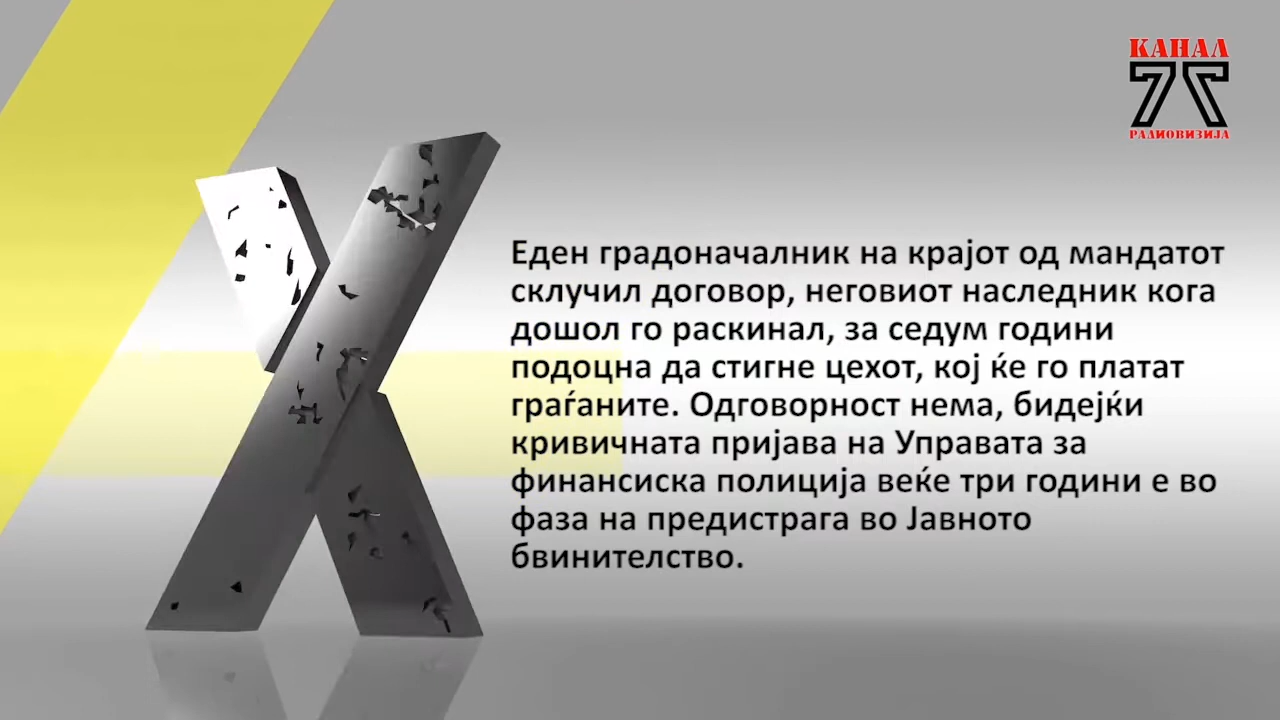 КАНАЛ
77
РАДИОВИЗИЈА
Еден градоначалник на крајот од мандатот
склучил договор, неговиот наследник кога
дошол го раскинал, за седум години
подоцна да стигне цехот, кој ќе го платат
граѓаните. Одговорност нема, бидејќи
кривичната пријава на Управата за
финансиска полиција веќе три години е во
фаза на предистрага во Јавното
бвинителство.